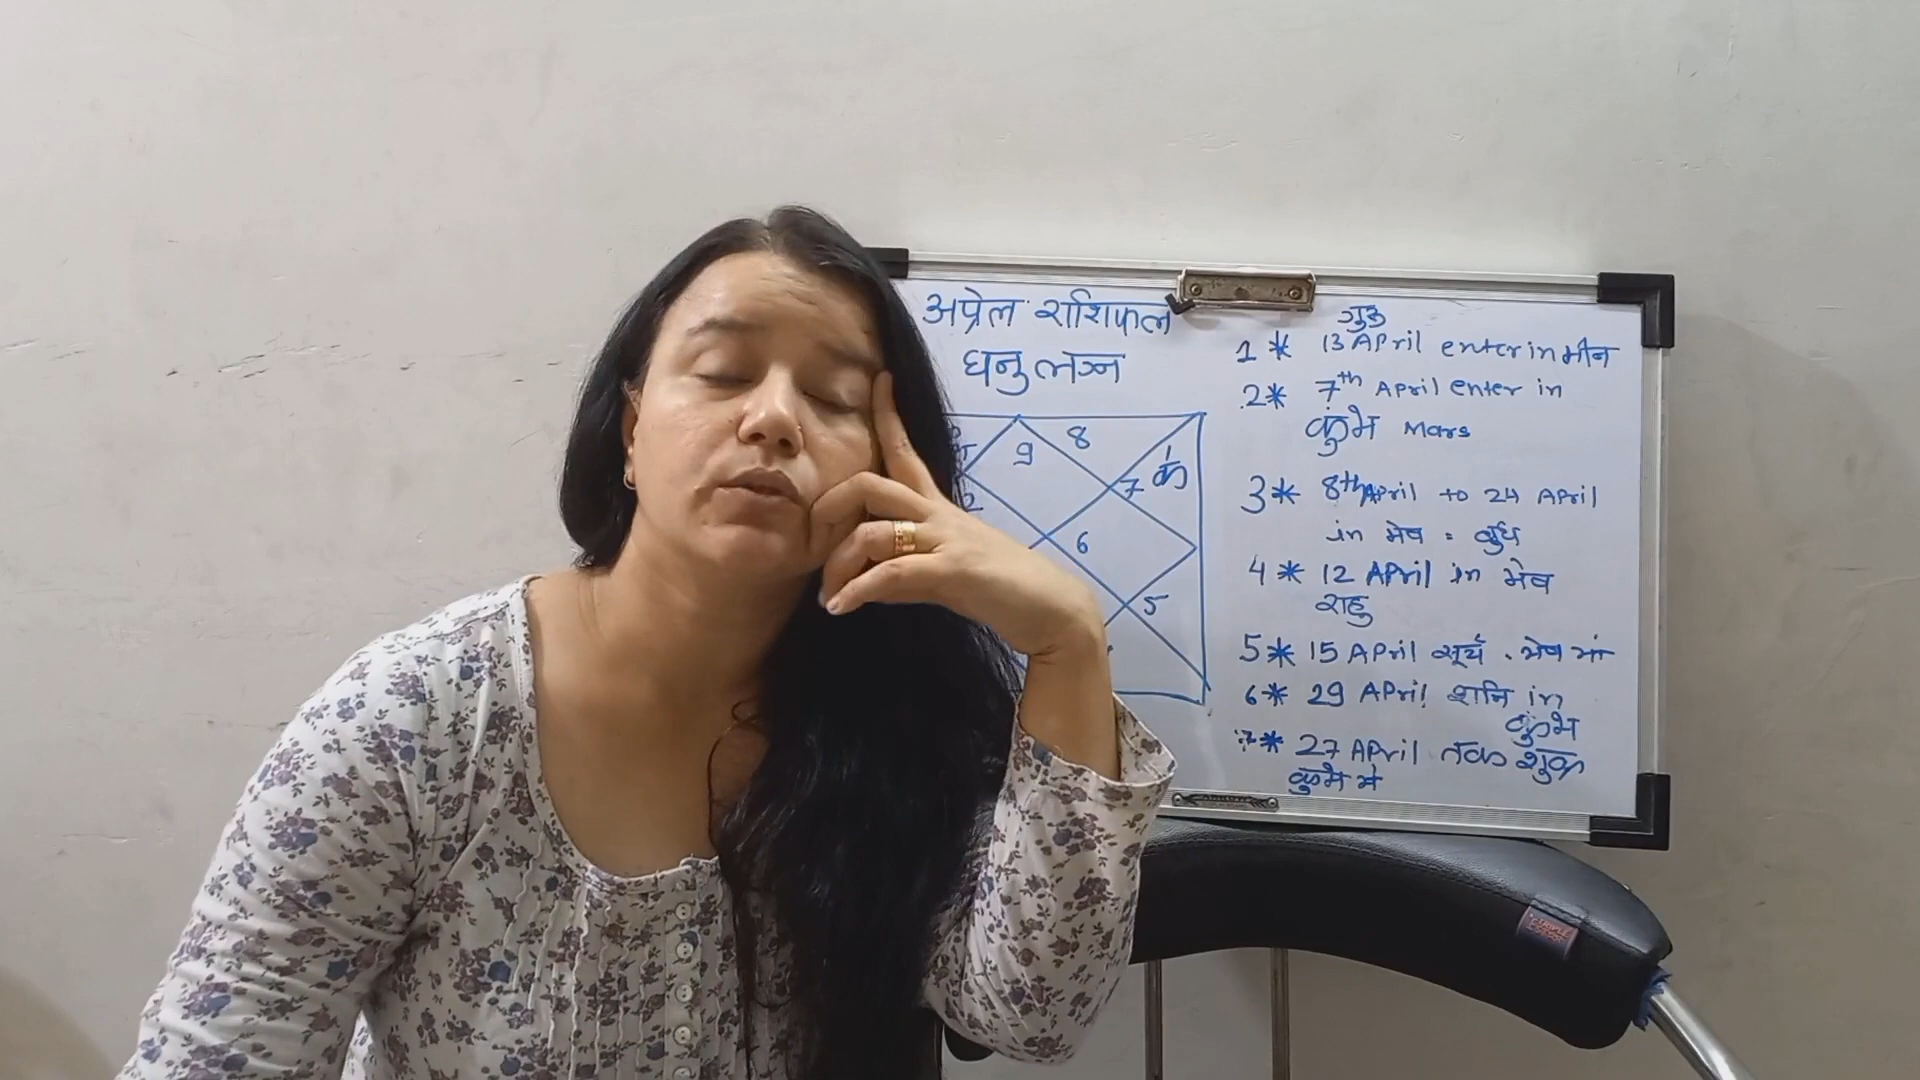 अप्रेल राशिफल
धनु लग्न
9
8
1
के
7
2
6
5
गुरु
1 * 13 April enter in मीन
2 * 7th April enter in
कुंभ Mars
3 * 8th April to 24 April
in मेष = बुध
4 * 12 April in मेष
राहु
5 * 15 April सूर्य . मेष मां
6 * 29 April शनि in
कुंभ
7 * 27 April तक शुक्र
कुंभ मे